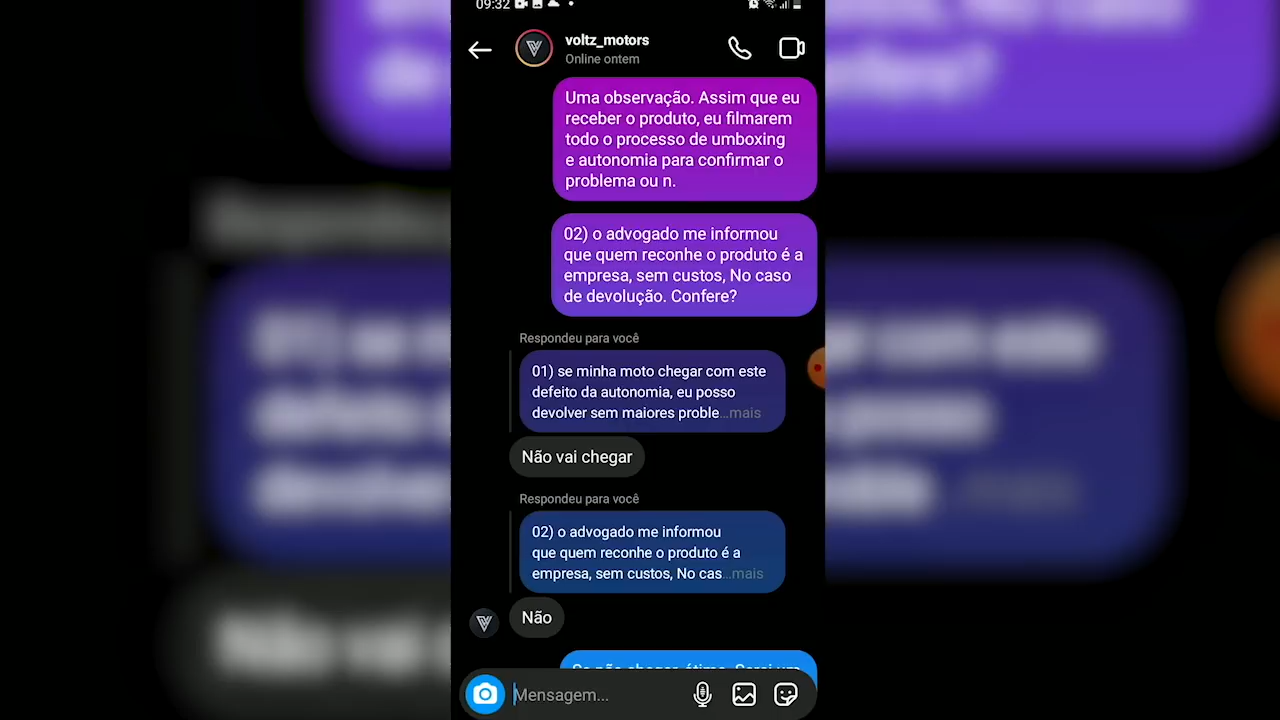 09:32
voltz_motors
Online ontem
Uma observação. Assim que eu
receber o produto, eu filmarem
todo o processo de umboxing
e autonomia para confirmar o
problema ou n.
02) o advogado me informou
que quem reconhe o produto é a
empresa, sem custos, No caso
de devolução. Confere?
Respondeu para você
01) se minha moto chegar com este
defeito da autonomia, eu posso
devolver sem maiores proble...mais
Não vai chegar
Respondeu para você
02) o advogado me informou
que quem reconhe o produto é a
empresa, sem custos, No cas...mais
Não
Se não chegar, ótimo. Serei um
Mensagem...